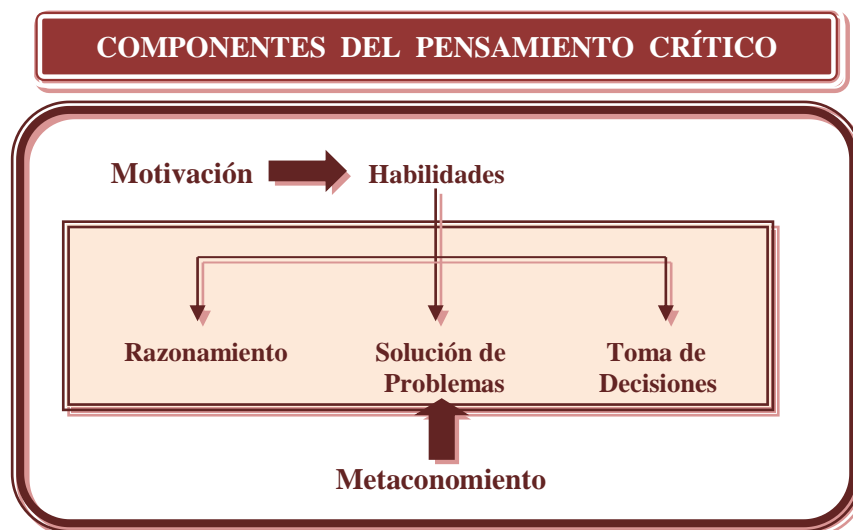 COMPONENTES DEL PENSAMIENTO CRÍTICO
Motivación
Habilidades
Razonamiento
Solución de
Problemas
Toma de
Decisiones
Metaconomiento